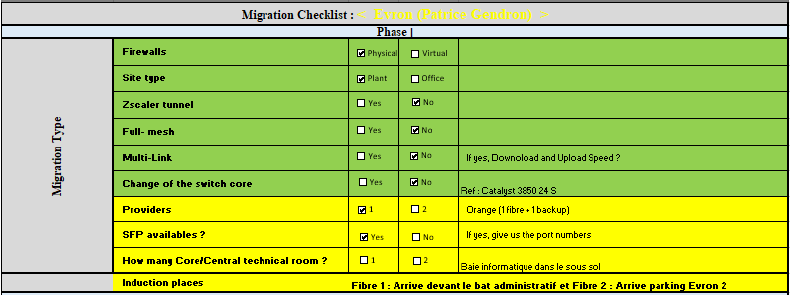 Migration Checklist : < Evron (Patrice Gendron) >
Phase I
Migration Type
Firewalls Physical Virtual
Site type Plant Office
Zscaler tunnel Yes No
Full- mesh Yes No
Multi-Link Yes No If yes, Downoload and Upload Speed ?
Change of the switch core Yes No Ref : Catalyst 3850 24 S
Providers 1 2 Orange (1 fibre + 1 backup)
SFP availables ? Yes No If yes, give us the port numbers
How many Core/Central technical room ? 1 2 Baie informatique dans le sous sol
Induction places Fibre 1 : Arrive devant le bat administratif et Fibre 2 : Arrive parking Evron 2